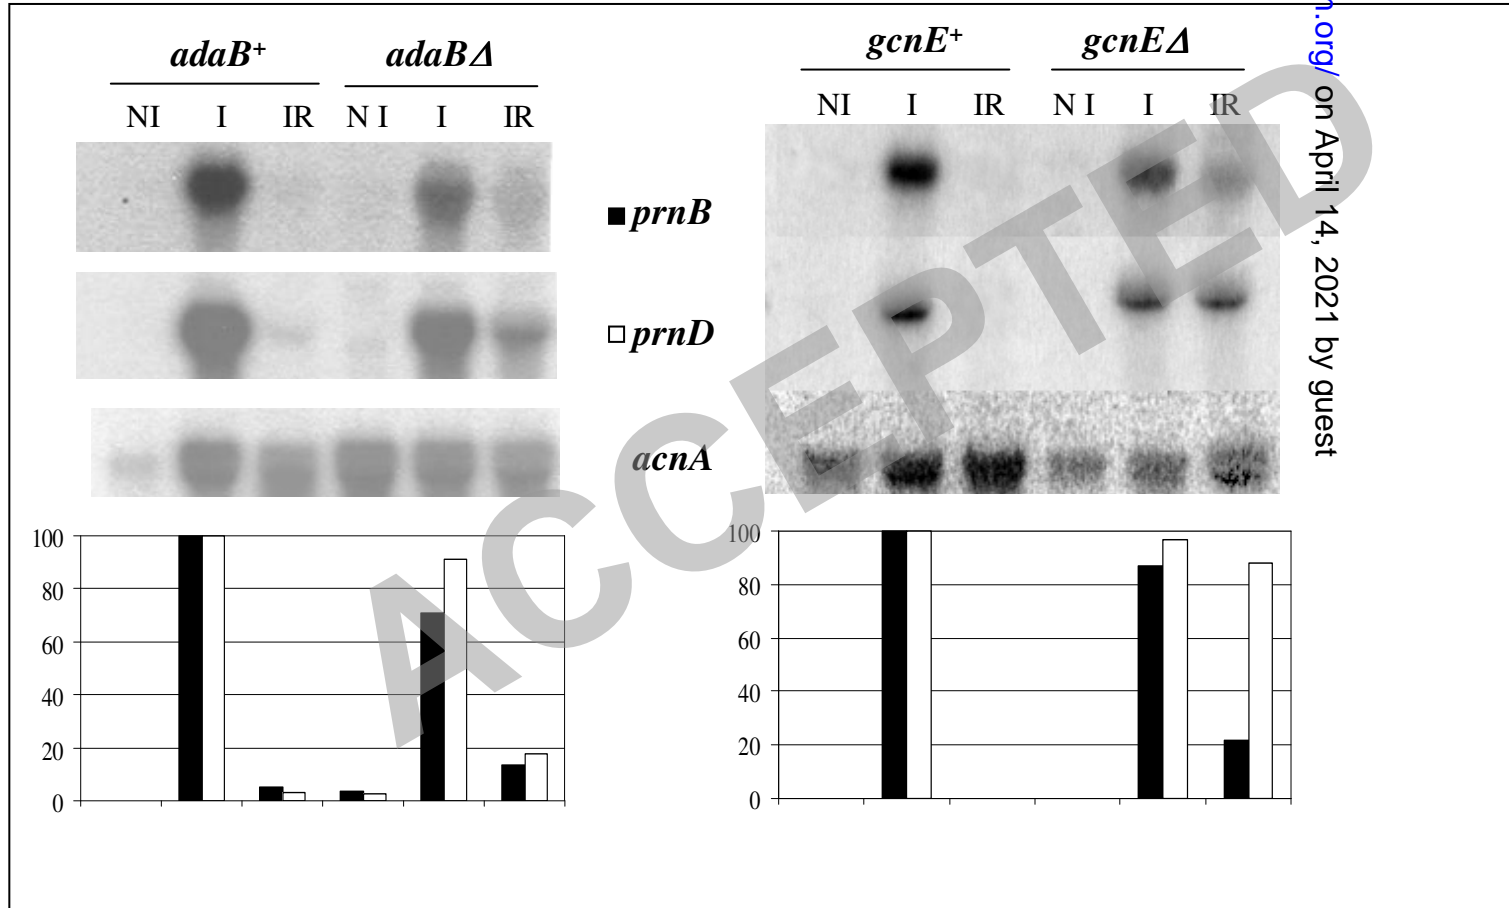 adaB+ adaBΔ
NI I IR N I I IR
gcnE+ gcnEΔ
NI I IR N I I IR
prnB
prnD
acnA
100
80
60
40
20
0
100
80
60
40
20
0
ACCEPTED
n.org/ on April 14, 2021 by guest